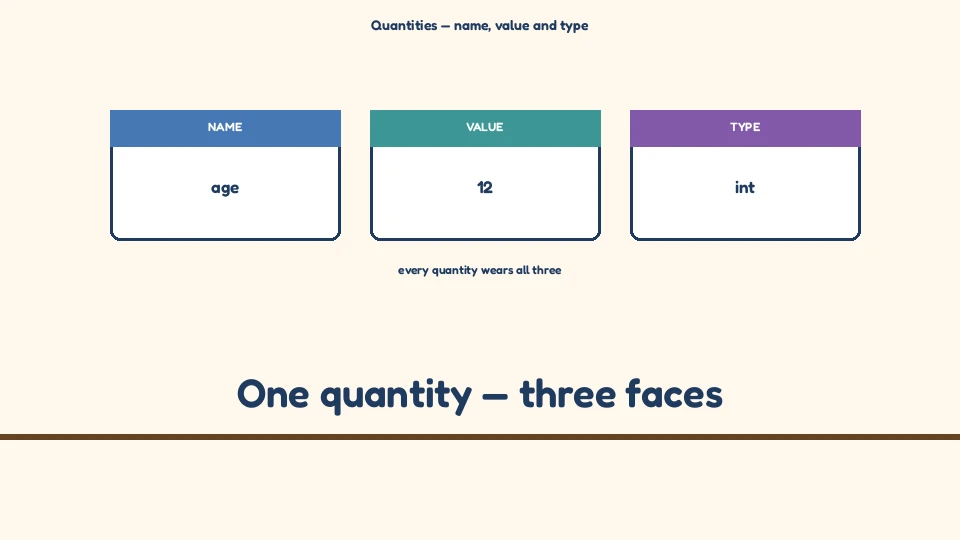 Quantities — name, value and type
NAME
VALUE
TYPE
age
12
int
every quantity wears all three
One quantity — three faces